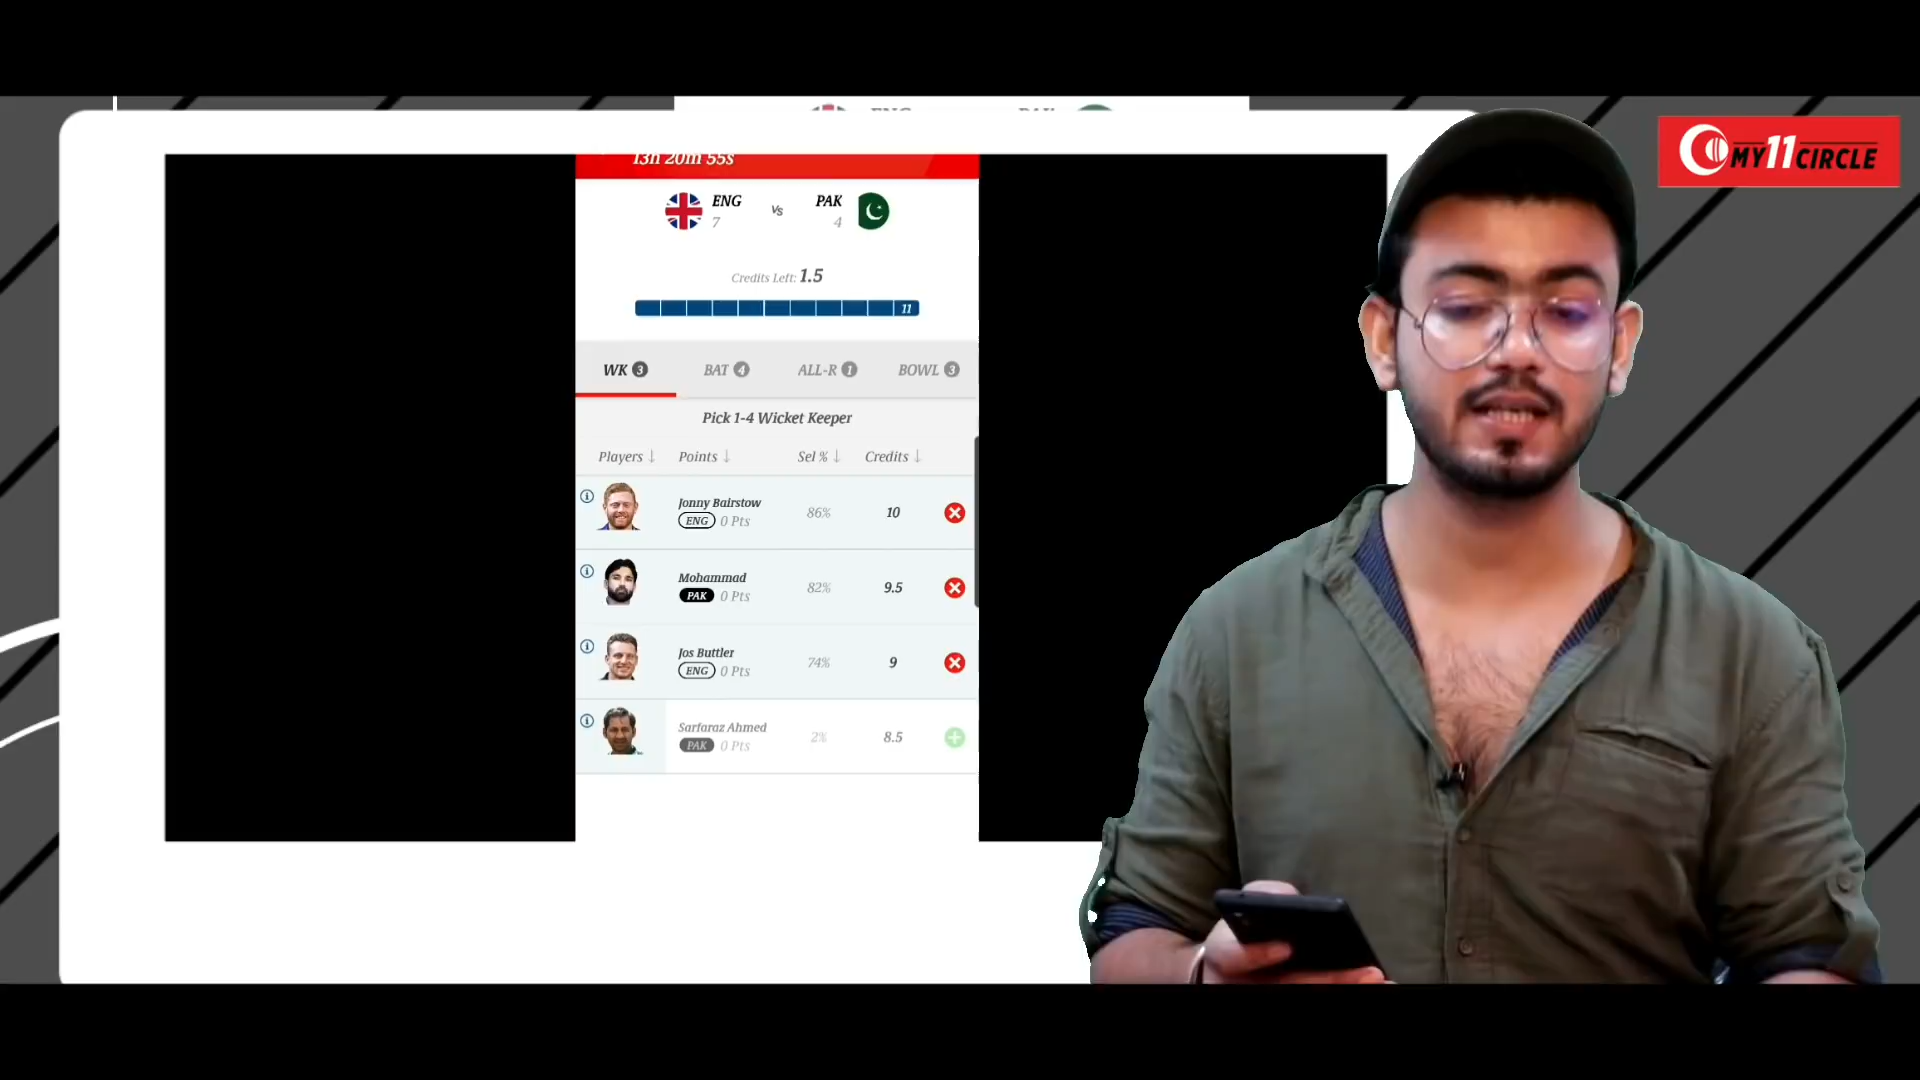 13h 20m 55s
ENG vs PAK
7 4
Credits Left: 1.5
11
WK 3 BAT 4 ALL-R 1 BOWL 3
Pick 1-4 Wicket Keeper
Players ↓ Points ↓ Sel % ↓ Credits ↓
Jonny Bairstow
ENG 0 Pts 86% 10
Mohammad
PAK 0 Pts 82% 9.5
Jos Buttler
ENG 0 Pts 74% 9
Sarfaraz Ahmed
PAK 0 Pts 2% 8.5
MY11CIRCLE